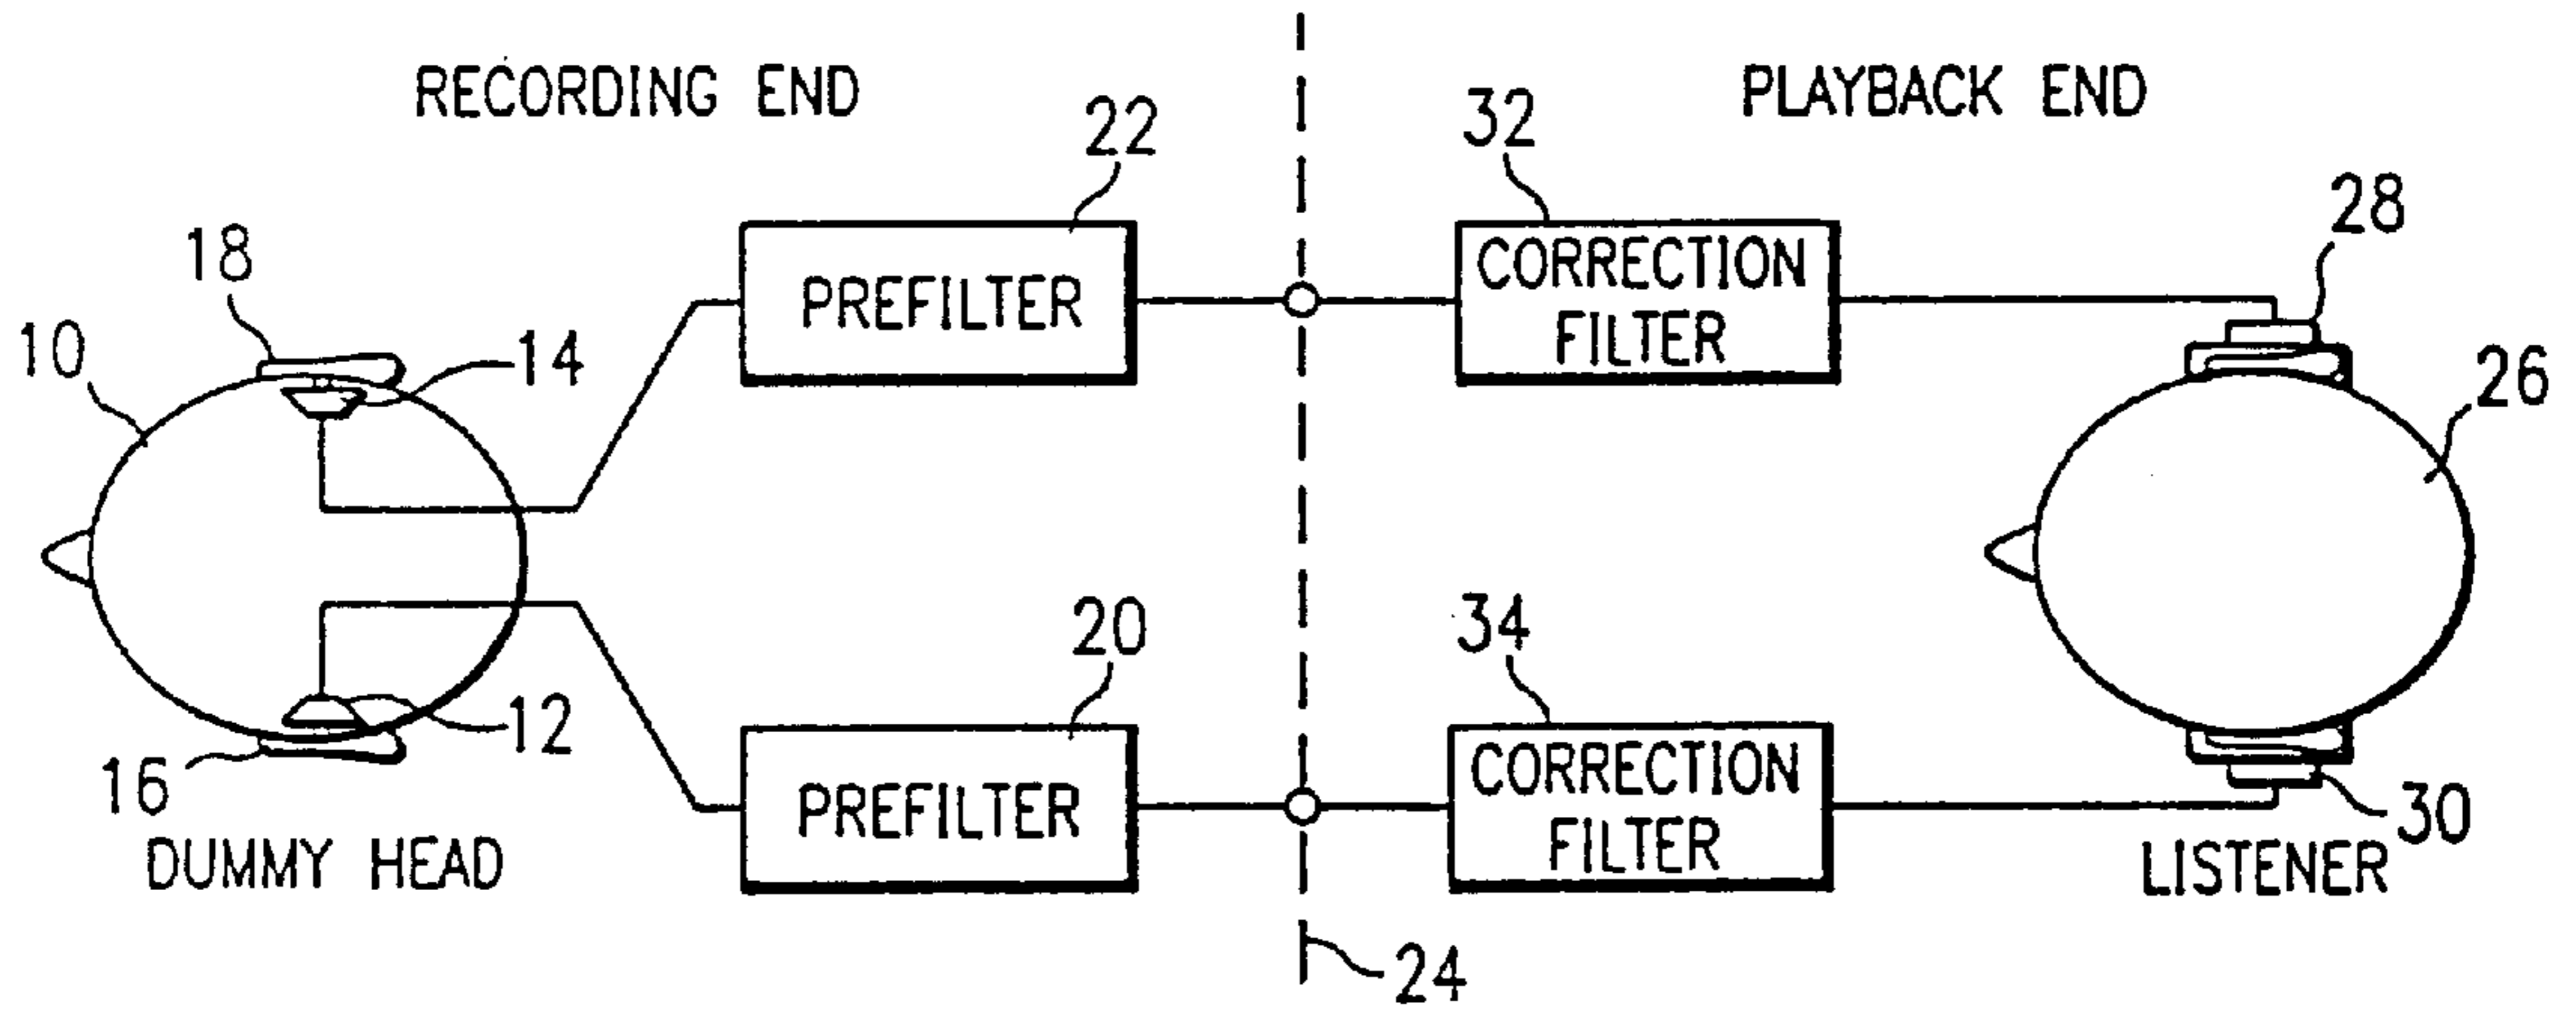 RECORDING END
PLAYBACK END
22
32
28
18
PREFILTER
CORRECTION
FILTER
10
14
26
20
34
12
16
PREFILTER
CORRECTION
FILTER
30
DUMMY HEAD
LISTENER
24